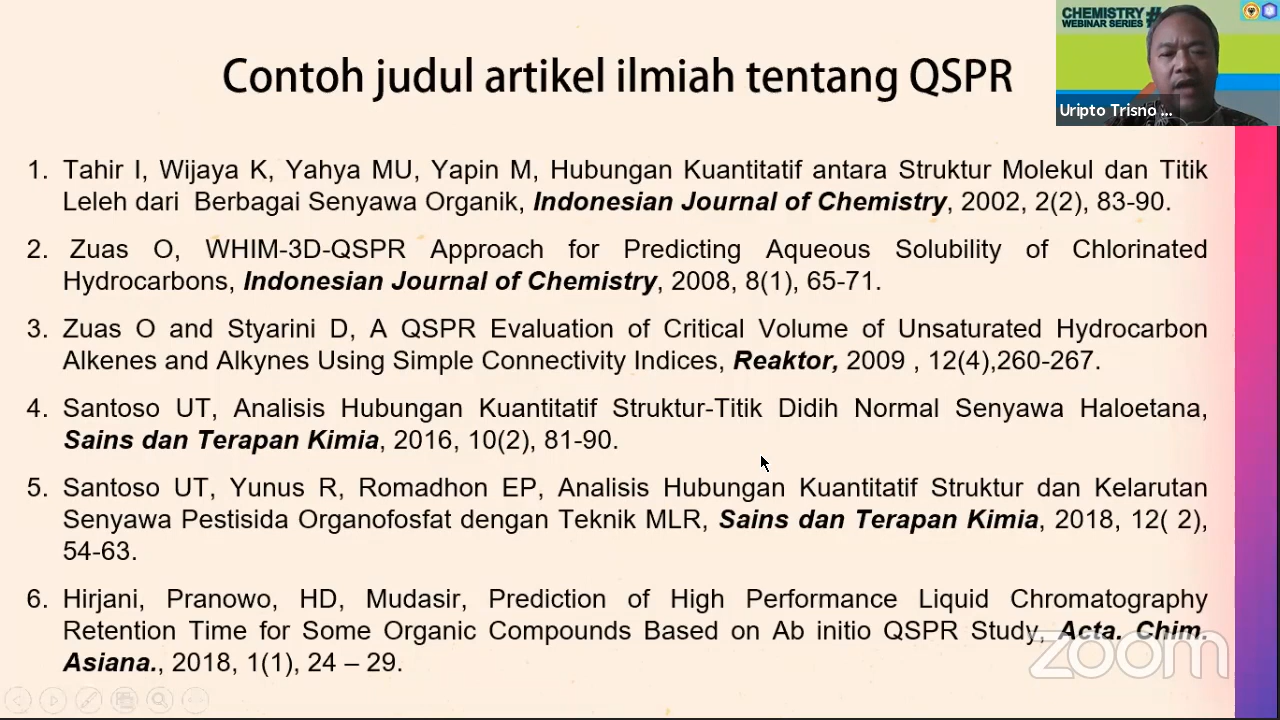 Contoh judul artikel ilmiah tentang QSPR
CHEMISTRY
WEBINAR SERIES
Uripto Trisno ...
1. Tahir I, Wijaya K, Yahya MU, Yapin M, Hubungan Kuantitatif antara Struktur Molekul dan Titik
Leleh dari Berbagai Senyawa Organik, Indonesian Journal of Chemistry, 2002, 2(2), 83-90.
2. Zuas O, WHIM-3D-QSPR Approach for Predicting Aqueous Solubility of Chlorinated
Hydrocarbons, Indonesian Journal of Chemistry, 2008, 8(1), 65-71.
3. Zuas O and Styarini D, A QSPR Evaluation of Critical Volume of Unsaturated Hydrocarbon
Alkenes and Alkynes Using Simple Connectivity Indices, Reaktor, 2009 , 12(4),260-267.
4. Santoso UT, Analisis Hubungan Kuantitatif Struktur-Titik Didih Normal Senyawa Haloetana,
Sains dan Terapan Kimia, 2016, 10(2), 81-90.
5. Santoso UT, Yunus R, Romadhon EP, Analisis Hubungan Kuantitatif Struktur dan Kelarutan
Senyawa Pestisida Organofosfat dengan Teknik MLR, Sains dan Terapan Kimia, 2018, 12( 2),
54-63.
6. Hirjani, Pranowo, HD, Mudasir, Prediction of High Performance Liquid Chromatography
Retention Time for Some Organic Compounds Based on Ab initio QSPR Study, Acta. Chim.
Asiana., 2018, 1(1), 24 – 29.
zoom